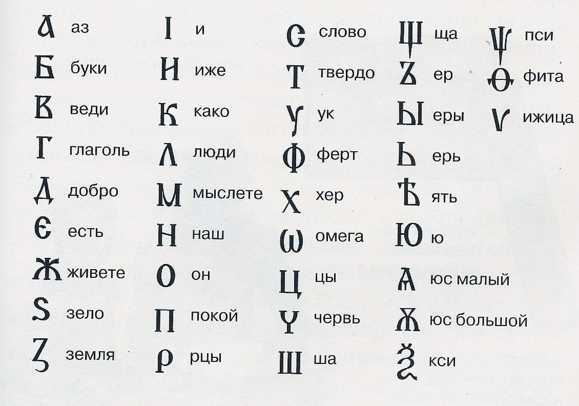 А аз
Б буки
В веди
Г глаголь
Д добро
Є есть
Ж живете
Ѕ зело
Ꙁ земля
І и
И иже
К како
Л люди
М мыслете
Н наш
О он
П покой
Р рцы
С слово
Т твердо
У ук
Ф ферт
Х хер
Ѡ омега
Ц цы
Ч червь
Ш ша
Щ ща
Ъ ер
Ы еры
Ь ерь
Ѣ ять
Ю ю
Ѧ юс малый
Ѫ юс большой
Ѯ кси
Ѱ пси
Ѳ фита
Ѵ ижица